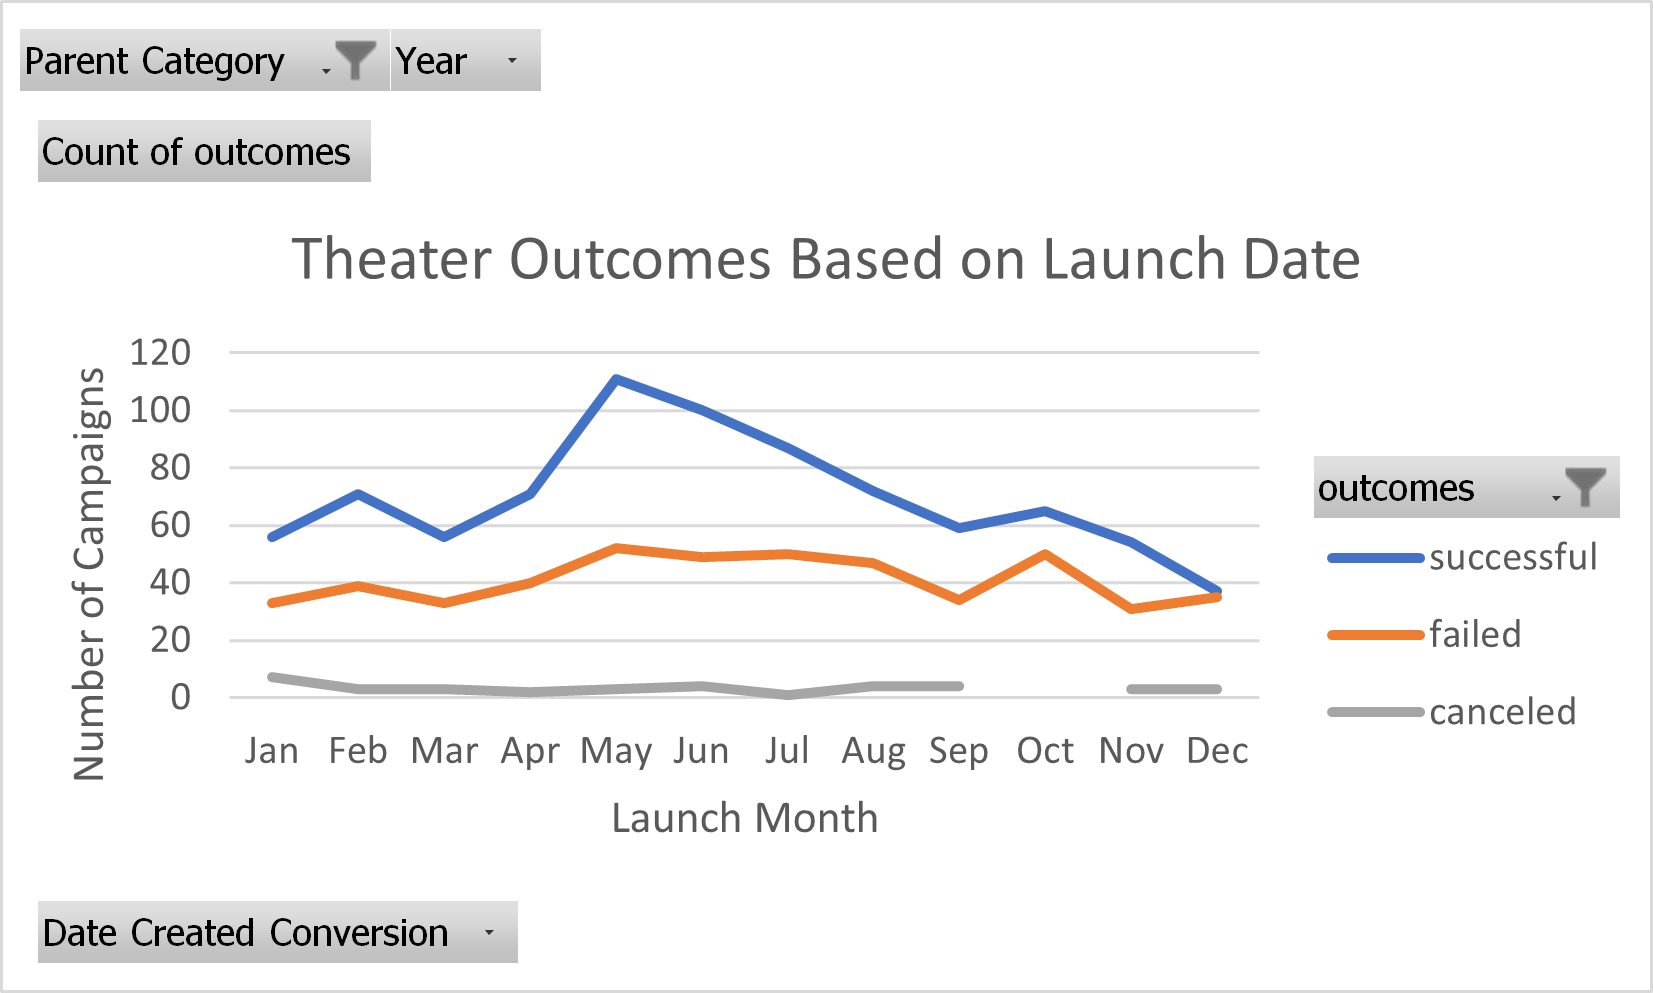 Parent Category
Year
Count of outcomes
Theater Outcomes Based on Launch Date
Number of Campaigns
120
100
80
60
40
20
0
Jan Feb Mar Apr May Jun Jul Aug Sep Oct Nov Dec
Launch Month
outcomes
successful
failed
canceled
Date Created Conversion